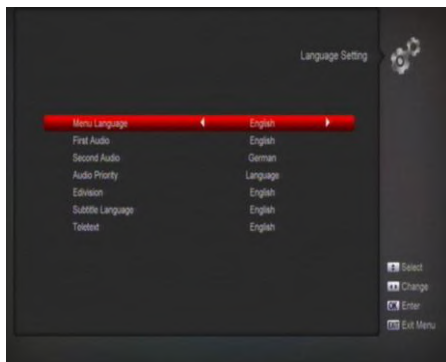 Language Setting
Menu Language English
First Audio English
Second Audio German
Audio Priority Language
Edivision English
Subtitle Language English
Teletext English
Select
Change
OK Enter
EXIT Exit Menu